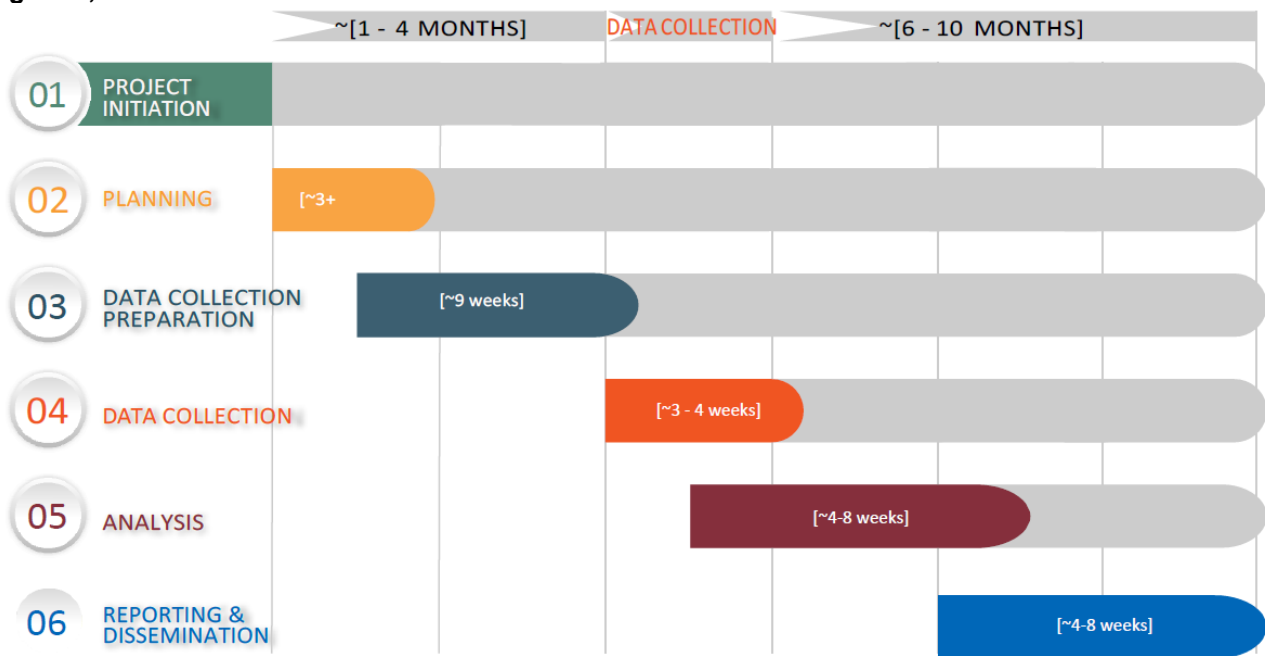 ~[1 - 4 MONTHS] DATA COLLECTION ~[6 - 10 MONTHS]
01 PROJECT
INITIATION
02 PLANNING [~3+
03 DATA COLLECTION
PREPARATION [~9 weeks]
04 DATA COLLECTION [~3 - 4 weeks]
05 ANALYSIS [~4-8 weeks]
06 REPORTING &
DISSEMINATION [~4-8 weeks]